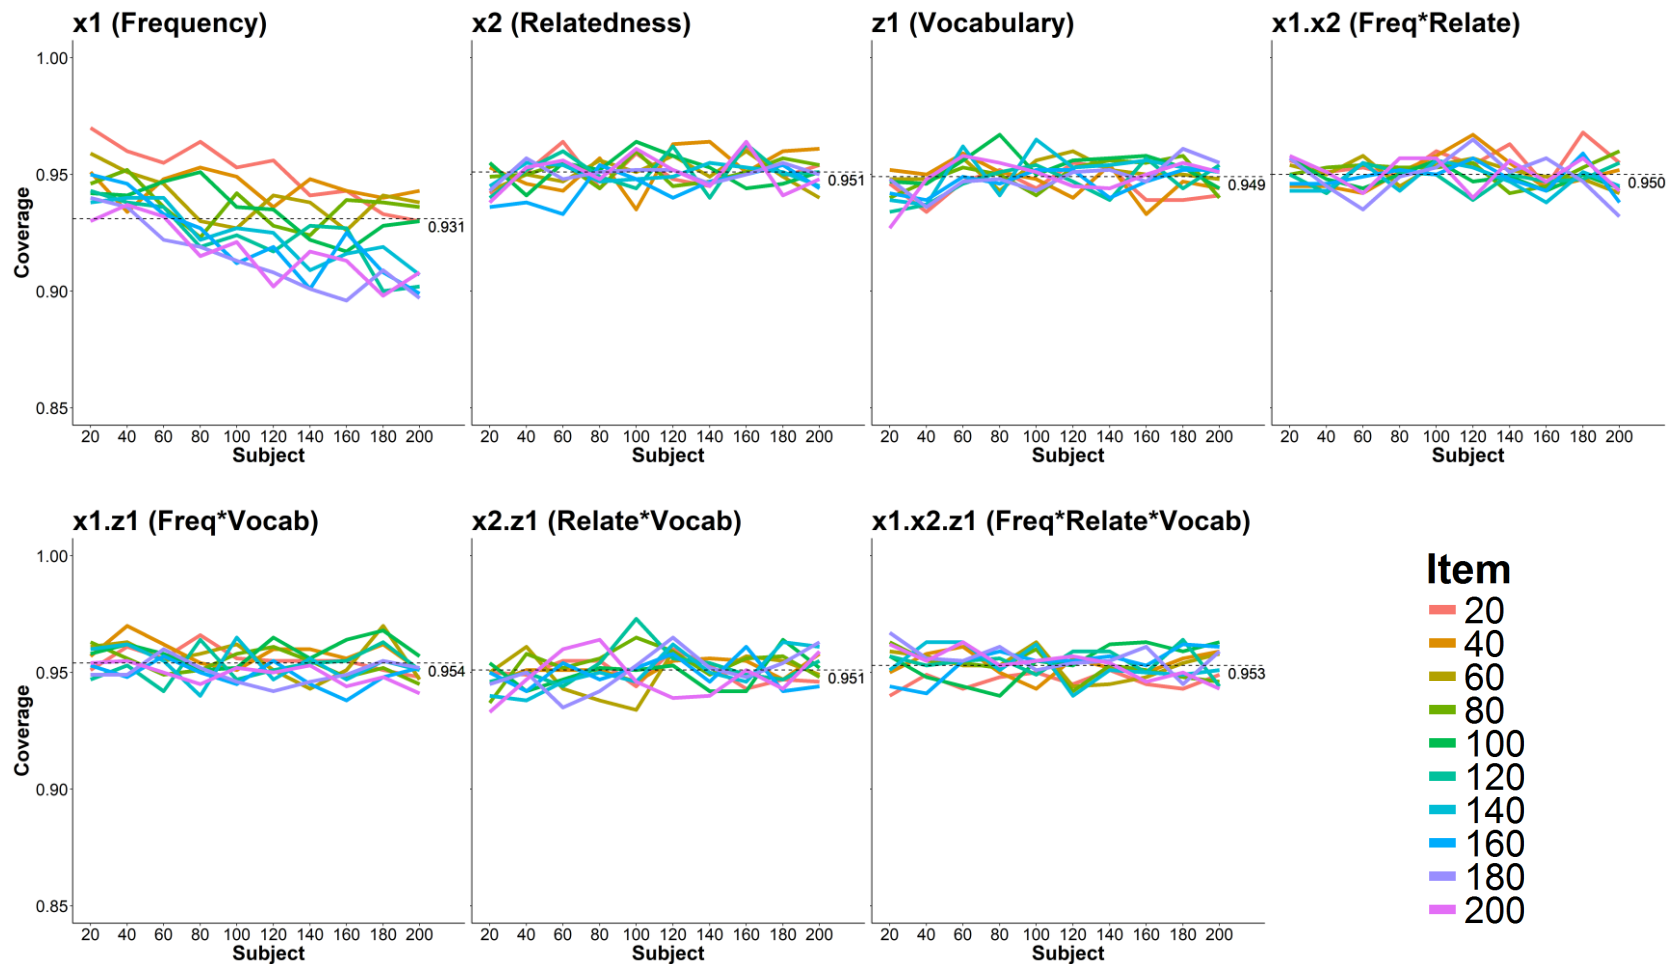 x1 (Frequency)
x2 (Relatedness)
z1 (Vocabulary)
x1.x2 (Freq*Relate)
Coverage
1.00
0.95
0.90
0.85
0.931
0.951
0.949
0.950
20 40 60 80 100 120 140 160 180 200
20 40 60 80 100 120 140 160 180 200
20 40 60 80 100 120 140 160 180 200
20 40 60 80 100 120 140 160 180 200
Subject
Subject
Subject
Subject
x1.z1 (Freq*Vocab)
x2.z1 (Relate*Vocab)
x1.x2.z1 (Freq*Relate*Vocab)
Coverage
1.00
0.95
0.90
0.85
0.954
0.951
0.953
20 40 60 80 100 120 140 160 180 200
20 40 60 80 100 120 140 160 180 200
20 40 60 80 100 120 140 160 180 200
Subject
Subject
Subject
Item
20
40
60
80
100
120
140
160
180
200